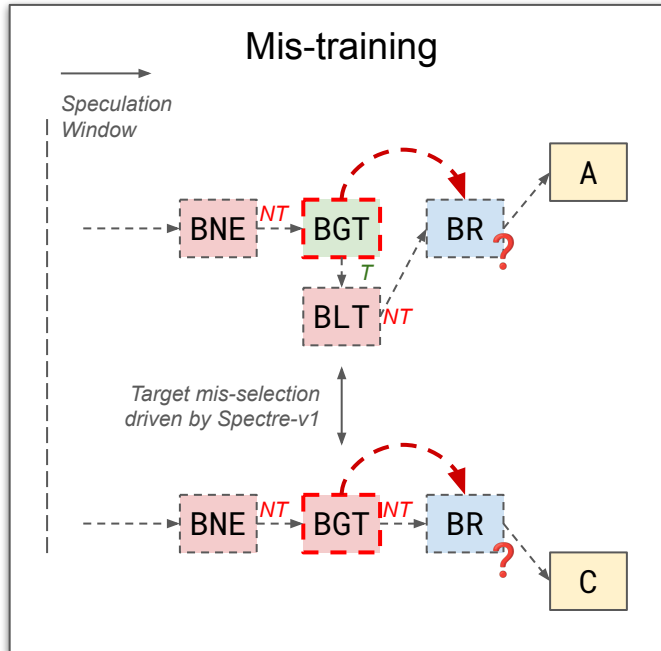 Mis-training
Speculation
Window
A
BNE
NT
BGT
BR
?
T
BLT
NT
Target mis-selection
driven by Spectre-v1
BNE
NT
BGT
NT
BR
?
C